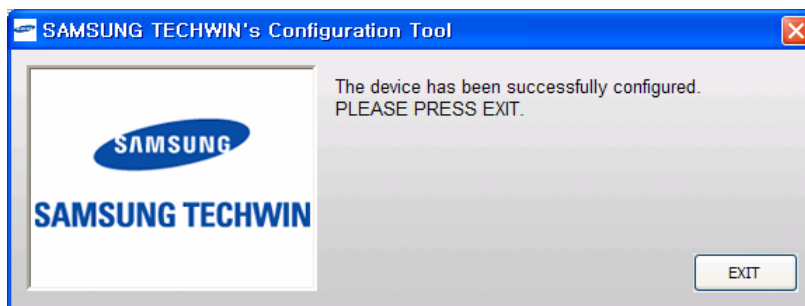 SAMSUNG TECHWIN's Configuration Tool
The device has been successfully configured.
PLEASE PRESS EXIT.
SAMSUNG
SAMSUNG TECHWIN
EXIT